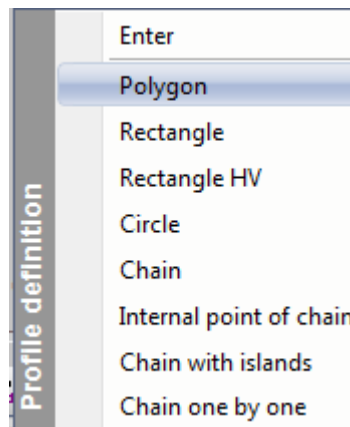 Profile definition
Enter
Polygon
Rectangle
Rectangle HV
Circle
Chain
Internal point of chain
Chain with islands
Chain one by one